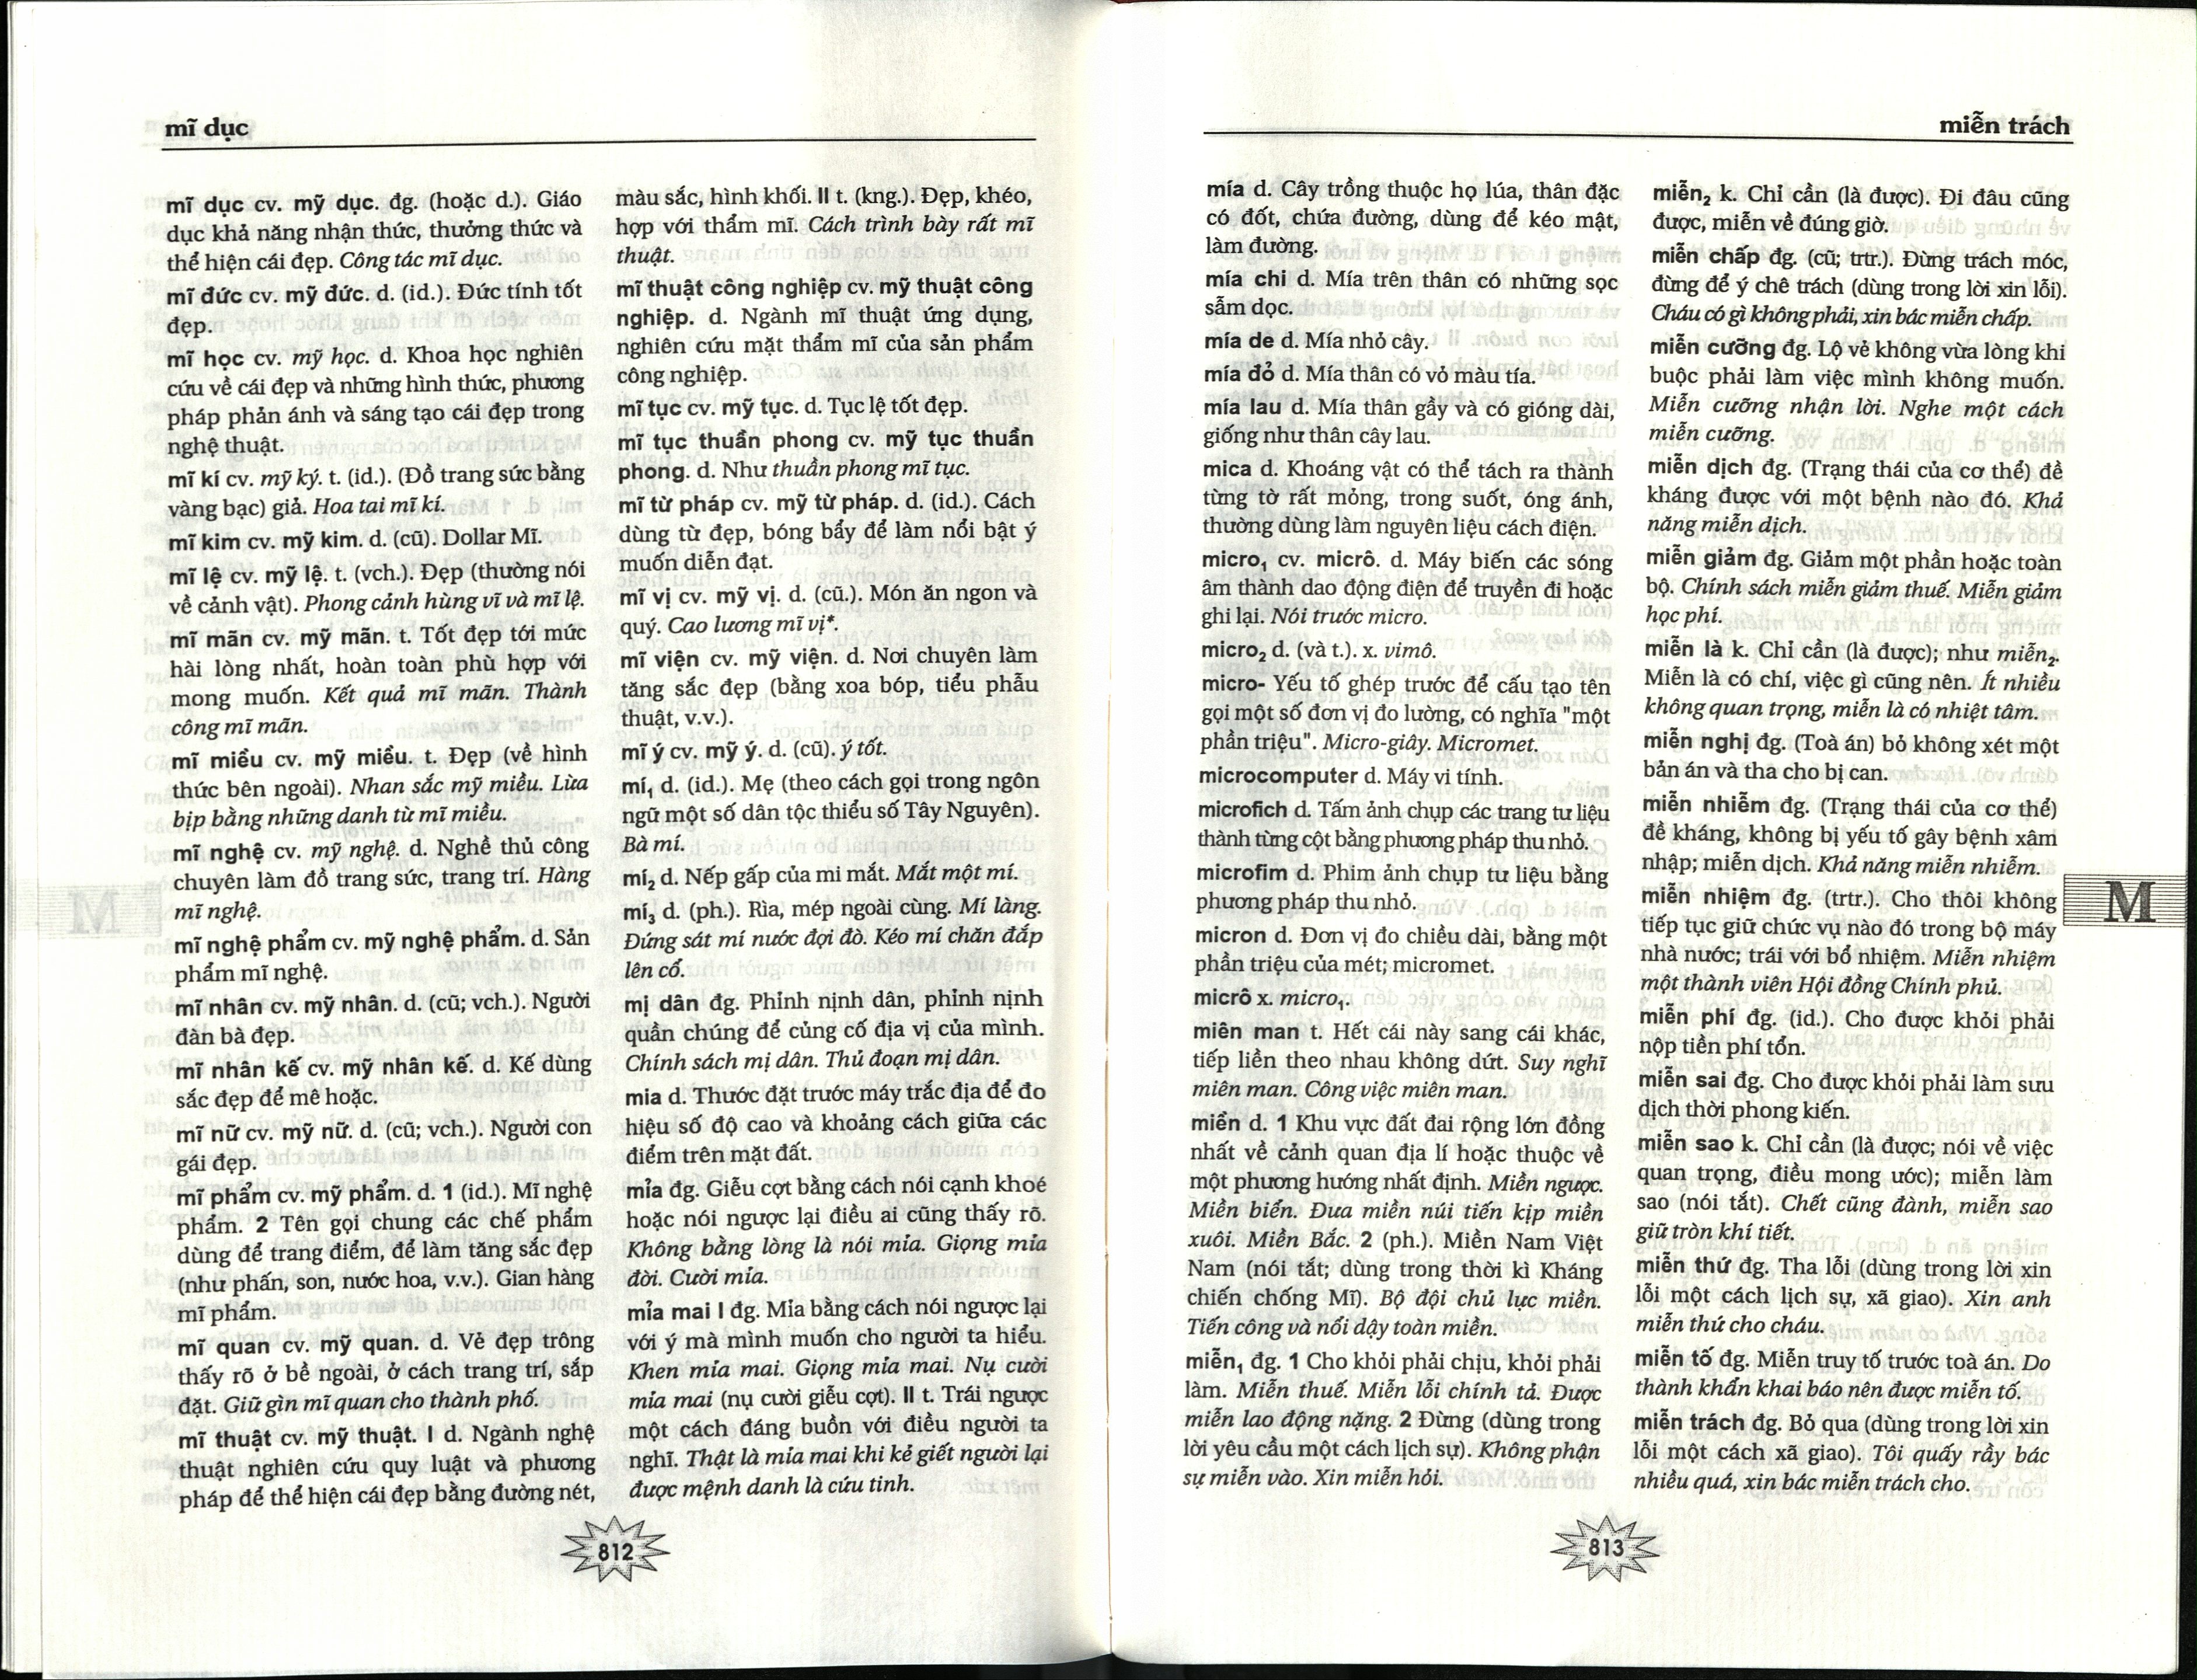 mĩ dục
mĩ dục cv. mỹ dục. đg. (hoặc d.). Giáo
dục khả năng nhận thức, thưởng thức và
thể hiện cái đẹp. Công tác mĩ dục.
mĩ đức cv. mỹ đức. d. (id.). Đức tính tốt
đẹp.
mĩ học cv. mỹ học. d. Khoa học nghiên
cứu về cái đẹp và những hình thức, phương
pháp phản ánh và sáng tạo cái đẹp trong
nghệ thuật.
mĩ kí cv. mỹ ký. t. (id.). (Đồ trang sức bằng
vàng bạc) giả. Hoa tai mĩ kí.
mĩ kim cv. mỹ kim. d. (cũ). Dollar Mĩ.
mĩ lệ cv. mỹ lệ. t. (vch.). Đẹp (thường nói
về cảnh vật). Phong cảnh hùng vĩ và mĩ lệ.
mĩ mãn cv. mỹ mãn. t. Tốt đẹp tới mức
hài lòng nhất, hoàn toàn phù hợp với
mong muốn. Kết quả mĩ mãn. Thành
công mĩ mãn.
mĩ miều cv. mỹ miều. t. Đẹp (về hình
thức bên ngoài). Nhan sắc mỹ miều. Lừa
bịp bằng những danh từ mĩ miều.
mĩ nghệ cv. mỹ nghệ. d. Nghề thủ công
chuyên làm đồ trang sức, trang trí. Hàng
mĩ nghệ.
mĩ nghệ phẩm cv. mỹ nghệ phẩm. d. Sản
phẩm mĩ nghệ.
mĩ nhân cv. mỹ nhân. d. (cũ; vch.). Người
đàn bà đẹp.
mĩ nhân kế cv. mỹ nhân kế. d. Kế dùng
sắc đẹp để mê hoặc.
mĩ nữ cv. mỹ nữ. d. (cũ; vch.). Người con
gái đẹp.
mĩ phẩm cv. mỹ phẩm. d. 1 (id.). Mĩ nghệ
phẩm. 2 Tên gọi chung các chế phẩm
dùng để trang điểm, để làm tăng sắc đẹp
(như phấn, son, nước hoa, v.v.). Gian hàng
mĩ phẩm.
mĩ quan cv. mỹ quan. d. Vẻ đẹp trông
thấy rõ ở bề ngoài, ở cách trang trí, sắp
đặt. Giữ gìn mĩ quan cho thành phố.
mĩ thuật cv. mỹ thuật. I d. Ngành nghệ
thuật nghiên cứu quy luật và phương
pháp để thể hiện cái đẹp bằng đường nét,
màu sắc, hình khối. II t. (kng.). Đẹp, khéo,
hợp với thẩm mĩ. Cách trình bày rất mĩ
thuật.
mĩ thuật công nghiệp cv. mỹ thuật công
nghiệp. d. Ngành mĩ thuật ứng dụng,
nghiên cứu mặt thẩm mĩ của sản phẩm
công nghiệp.
mĩ tục cv. mỹ tục. d. Tục lệ tốt đẹp.
mĩ tục thuần phong cv. mỹ tục thuần
phong. d. Như thuần phong mĩ tục.
mĩ từ pháp cv. mỹ từ pháp. d. (id.). Cách
dùng từ đẹp, bóng bẩy để làm nổi bật ý
muốn diễn đạt.
mĩ vị cv. mỹ vị. d. (cũ.). Món ăn ngon và
quý. Cao lương mĩ vị*.
mĩ viện cv. mỹ viện. d. Nơi chuyên làm
tăng sắc đẹp (bằng xoa bóp, tiểu phẫu
thuật, v.v.).
mĩ ý cv. mỹ ý. d. (cũ). ý tốt.
mí₁ d. (id.). Mẹ (theo cách gọi trong ngôn
ngữ một số dân tộc thiểu số Tây Nguyên).
Bà mí.
mí₂ d. Nếp gấp của mi mắt. Mắt một mí.
mí₃ d. (ph.). Rìa, mép ngoài cùng. Mí làng.
Đứng sát mí nước đợi đò. Kéo mí chăn đắp
lên cổ.
mị dân đg. Phỉnh nịnh dân, phỉnh nịnh
quần chúng để củng cố địa vị của mình.
Chính sách mị dân. Thủ đoạn mị dân.
mia d. Thước đặt trước máy trắc địa để đo
hiệu số độ cao và khoảng cách giữa các
điểm trên mặt đất.
mỉa đg. Giễu cợt bằng cách nói cạnh khoé
hoặc nói ngược lại điều ai cũng thấy rõ.
Không bằng lòng là nói mỉa. Giọng mỉa
đời. Cười mỉa.
mỉa mai I đg. Mỉa bằng cách nói ngược lại
với ý mà mình muốn cho người ta hiểu.
Khen mỉa mai. Giọng mỉa mai. Nụ cười
mỉa mai (nụ cười giễu cợt). II t. Trái ngược
một cách đáng buồn với điều người ta
nghĩ. Thật là mỉa mai khi kẻ giết người lại
được mệnh danh là cứu tinh.
812
miễn trách
mía d. Cây trồng thuộc họ lúa, thân đặc
có đốt, chứa đường, dùng để kéo mật,
làm đường.
mía chi d. Mía trên thân có những sọc
sẫm dọc.
mía de d. Mía nhỏ cây.
mía đỏ d. Mía thân có vỏ màu tía.
mía lau d. Mía thân gầy và có gióng dài,
giống như thân cây lau.
mica d. Khoáng vật có thể tách ra thành
từng tờ rất mỏng, trong suốt, óng ánh,
thường dùng làm nguyên liệu cách điện.
micro₁ cv. micrô. d. Máy biến các sóng
âm thành dao động điện để truyền đi hoặc
ghi lại. Nói trước micro.
micro₂ d. (và t.). x. vimô.
micro- Yếu tố ghép trước để cấu tạo tên
gọi một số đơn vị đo lường, có nghĩa "một
phần triệu". Micro-giây. Micromet.
microcomputer d. Máy vi tính.
microfich d. Tấm ảnh chụp các trang tư liệu
thành từng cột bằng phương pháp thu nhỏ.
microfim d. Phim ảnh chụp tư liệu bằng
phương pháp thu nhỏ.
micron d. Đơn vị đo chiều dài, bằng một
phần triệu của mét; micromet.
micrô x. micro₁.
miên man t. Hết cái này sang cái khác,
tiếp liền theo nhau không dứt. Suy nghĩ
miên man. Công việc miên man.
miền d. 1 Khu vực đất đai rộng lớn đồng
nhất về cảnh quan địa lí hoặc thuộc về
một phương hướng nhất định. Miền ngược.
Miền biển. Đưa miền núi tiến kịp miền
xuôi. Miền Bắc. 2 (ph.). Miền Nam Việt
Nam (nói tắt; dùng trong thời kì Kháng
chiến chống Mĩ). Bộ đội chủ lực miền.
Tiến công và nổi dậy toàn miền.
miễn₁ đg. 1 Cho khỏi phải chịu, khỏi phải
làm. Miễn thuế. Miễn lỗi chính tả. Được
miễn lao động nặng. 2 Đừng (dùng trong
lời yêu cầu một cách lịch sự). Không phận
sự miễn vào. Xin miễn hỏi.
miễn₂ k. Chỉ cần (là được). Đi đâu cũng
được, miễn về đúng giờ.
miễn chấp đg. (cũ; trtr.). Đừng trách móc,
đừng để ý chê trách (dùng trong lời xin lỗi).
Cháu có gì không phải, xin bác miễn chấp.
miễn cưỡng đg. Lộ vẻ không vừa lòng khi
buộc phải làm việc mình không muốn.
Miễn cưỡng nhận lời. Nghe một cách
miễn cưỡng.
miễn dịch đg. (Trạng thái của cơ thể) đề
kháng được với một bệnh nào đó. Khả
năng miễn dịch.
miễn giảm đg. Giảm một phần hoặc toàn
bộ. Chính sách miễn giảm thuế. Miễn giảm
học phí.
miễn là k. Chỉ cần (là được); như miễn₂.
Miễn là có chí, việc gì cũng nên. Ít nhiều
không quan trọng, miễn là có nhiệt tâm.
miễn nghị đg. (Toà án) bỏ không xét một
bản án và tha cho bị can.
miễn nhiễm đg. (Trạng thái của cơ thể)
đề kháng, không bị yếu tố gây bệnh xâm
nhập; miễn dịch. Khả năng miễn nhiễm.
miễn nhiệm đg. (trtr.). Cho thôi không
tiếp tục giữ chức vụ nào đó trong bộ máy
nhà nước; trái với bổ nhiệm. Miễn nhiệm
một thành viên Hội đồng Chính phủ.
miễn phí đg. (id.). Cho được khỏi phải
nộp tiền phí tổn.
miễn sai đg. Cho được khỏi phải làm sưu
dịch thời phong kiến.
miễn sao k. Chỉ cần (là được; nói về việc
quan trọng, điều mong ước); miễn làm
sao (nói tắt). Chết cũng đành, miễn sao
giữ tròn khí tiết.
miễn thứ đg. Tha lỗi (dùng trong lời xin
lỗi một cách lịch sự, xã giao). Xin anh
miễn thứ cho cháu.
miễn tố đg. Miễn truy tố trước toà án. Do
thành khẩn khai báo nên được miễn tố.
miễn trách đg. Bỏ qua (dùng trong lời xin
lỗi một cách xã giao). Tôi quấy rầy bác
nhiều quá, xin bác miễn trách cho.
M
813